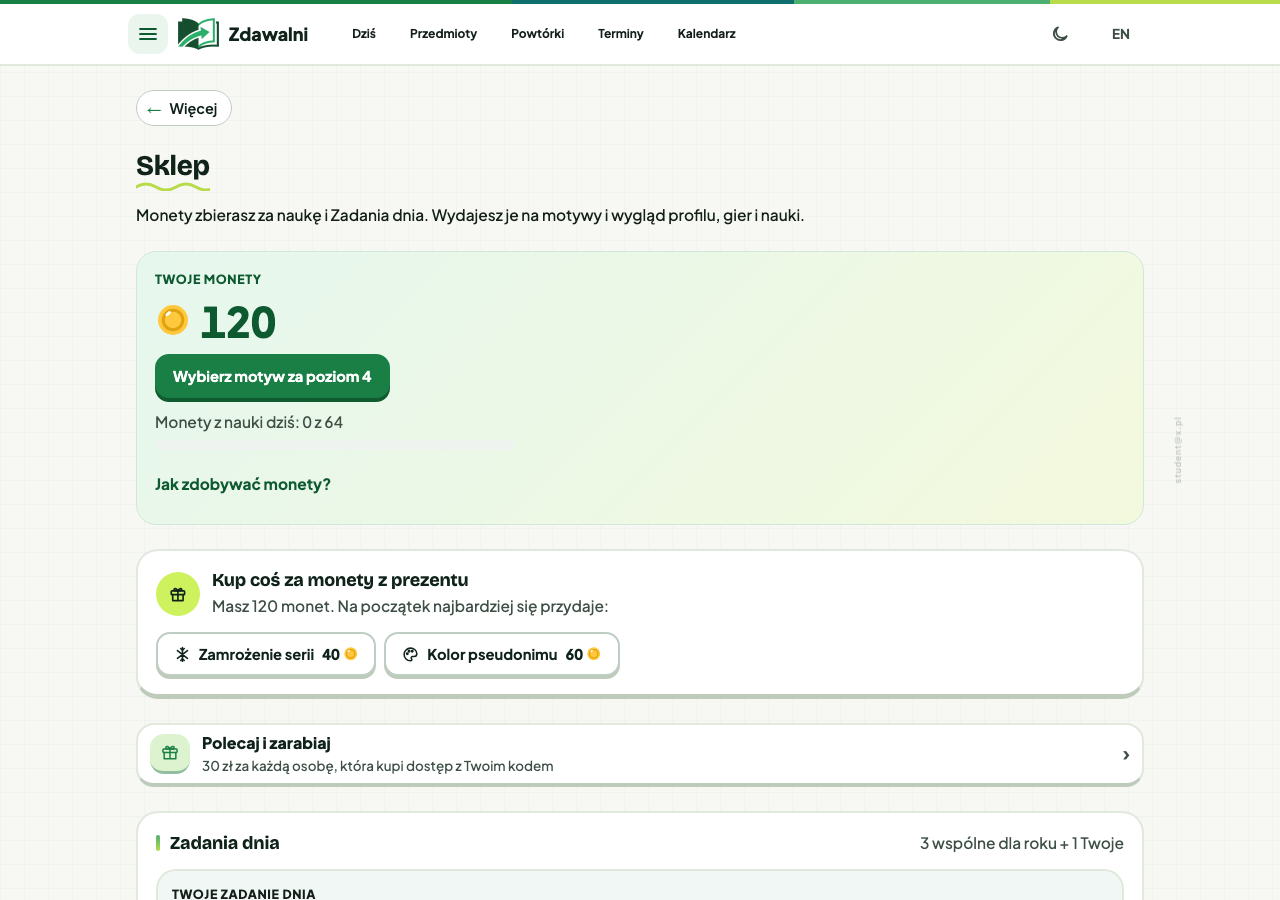 Zdawalni
Dziś
Przedmioty
Powtórki
Terminy
Kalendarz
EN
← Więcej
Sklep
Monety zbierasz za naukę i Zadania dnia. Wydajesz je na motywy i wygląd profilu, gier i nauki.
TWOJE MONETY
120
Wybierz motyw za poziom 4
Monety z nauki dziś: 0 z 64
Jak zdobywać monety?
student@x.pl
Kup coś za monety z prezentu
Masz 120 monet. Na początek najbardziej się przydaje:
Zamrożenie serii 40
Kolor pseudonimu 60
Polecaj i zarabiaj
30 zł za każdą osobę, która kupi dostęp z Twoim kodem
›
Zadania dnia
3 wspólne dla roku + 1 Twoje
TWOJE ZADANIE DNIA